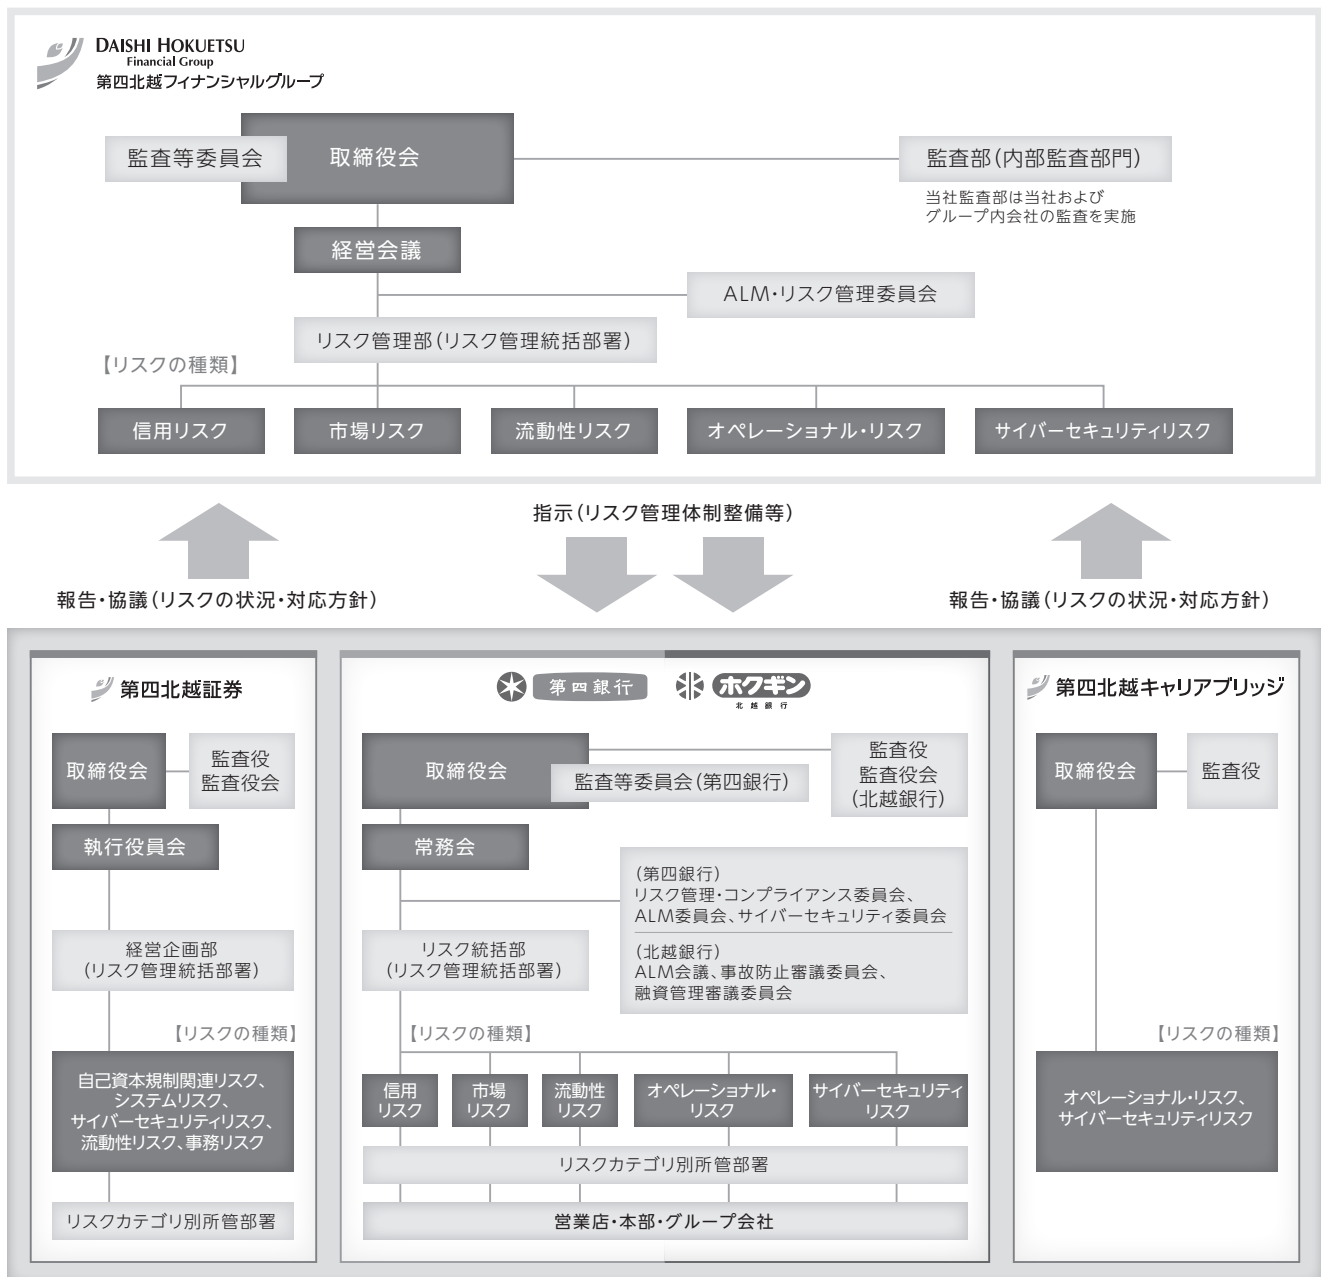 DAISHI HOKUETSU
Financial Group
第四北越フィナンシャルグループ
監査等委員会
取締役会
監査部(内部監査部門)
当社監査部は当社および
グループ内会社の監査を実施
経営会議
ALM・リスク管理委員会
リスク管理部(リスク管理統括部署)
【リスクの種類】
信用リスク
市場リスク
流動性リスク
オペレーショナル・リスク
サイバーセキュリティリスク
指示(リスク管理体制整備等)
報告・協議(リスクの状況・対応方針)
報告・協議(リスクの状況・対応方針)
第四北越証券
取締役会
監査役
監査役会
執行役員会
経営企画部
(リスク管理統括部署)
【リスクの種類】
自己資本規制関連リスク、
システムリスク、
サイバーセキュリティリスク、
流動性リスク、事務リスク
リスクカテゴリ別所管部署
第四銀行
ホクギン
北越銀行
取締役会
監査等委員会(第四銀行)
監査役
監査役会
(北越銀行)
常務会
(第四銀行)
リスク管理・コンプライアンス委員会、
ALM委員会、サイバーセキュリティ委員会
(北越銀行)
ALM会議、事故防止審議委員会、
融資管理審議委員会
リスク統括部
(リスク管理統括部署)
【リスクの種類】
信用
リスク
市場
リスク
流動性
リスク
オペレーショナル・
リスク
サイバーセキュリティ
リスク
リスクカテゴリ別所管部署
営業店・本部・グループ会社
第四北越キャリアブリッジ
取締役会
監査役
【リスクの種類】
オペレーショナル・リスク、
サイバーセキュリティリスク